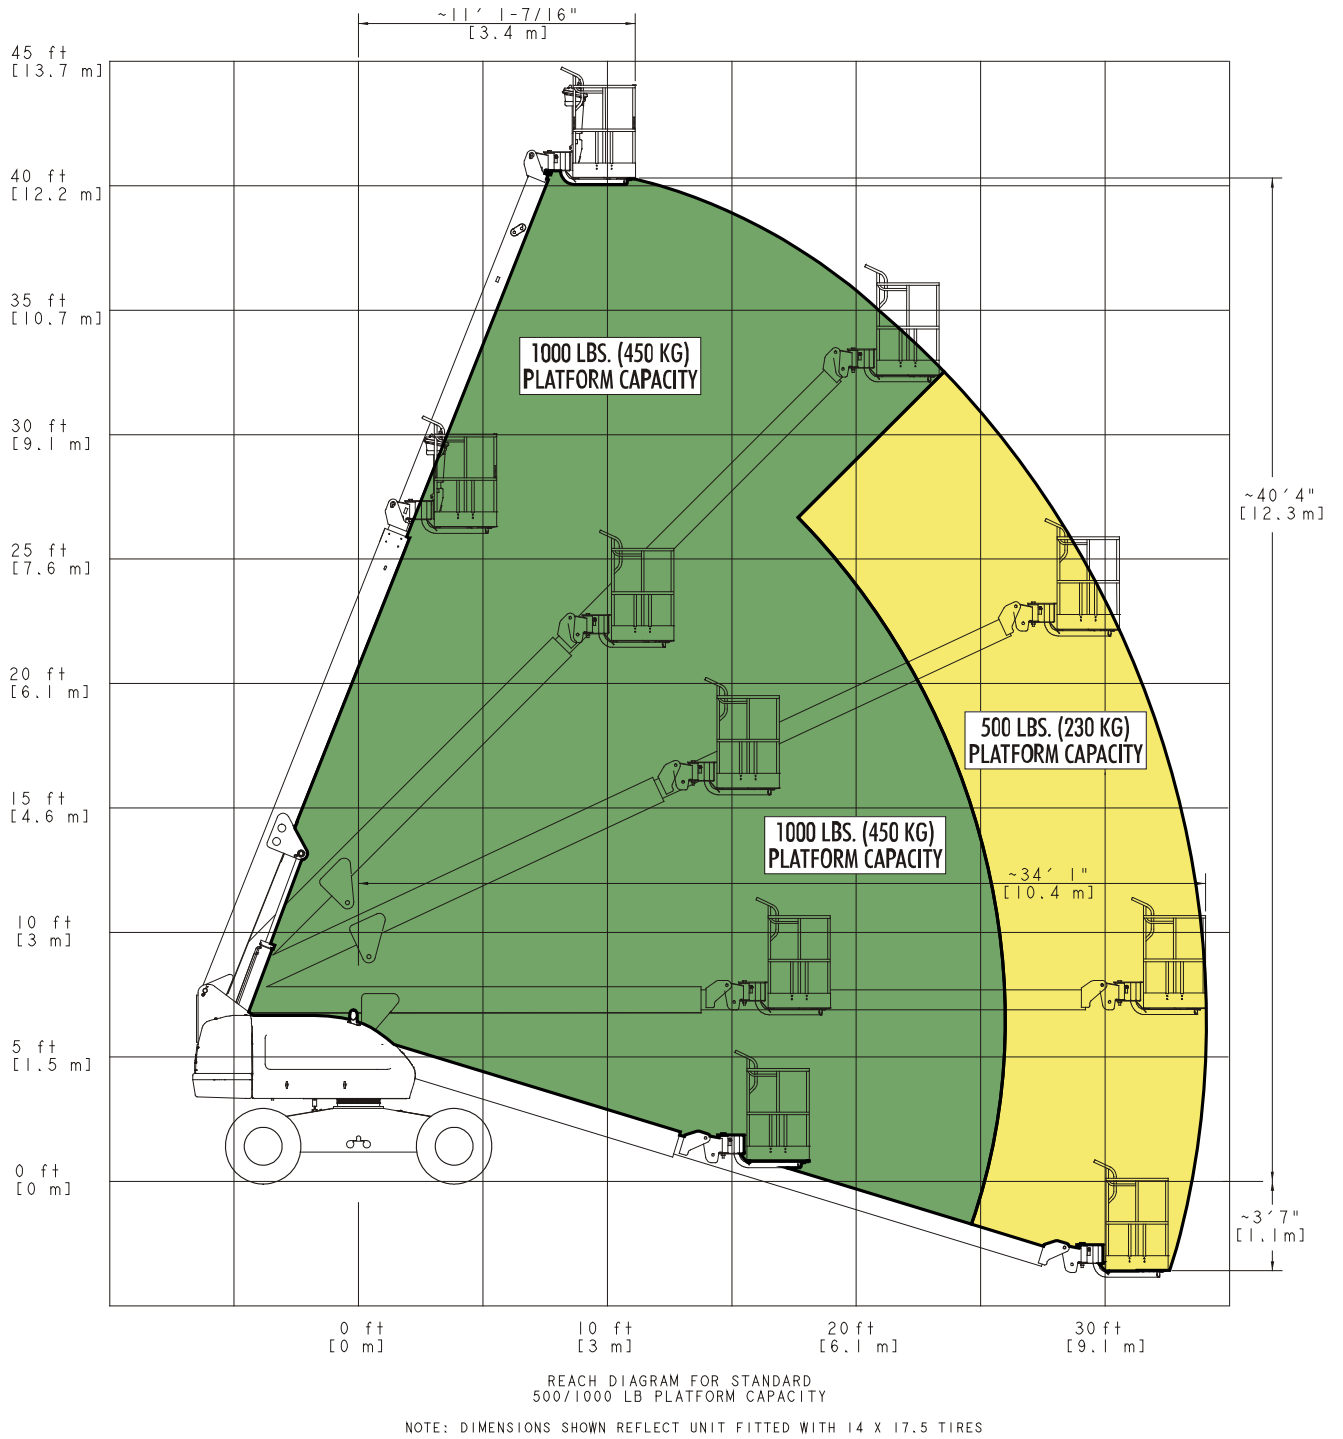 ~11′ 1-7/16"
[3.4 m]
45 ft
[13.7 m]
40 ft
[12.2 m]
35 ft
[10.7 m]
1000 LBS. (450 KG)
PLATFORM CAPACITY
30 ft
[9.1 m]
~40′4"
[12.3m]
25 ft
[7.6 m]
20 ft
[6.1 m]
500 LBS. (230 KG)
PLATFORM CAPACITY
15 ft
[4.6 m]
1000 LBS. (450 KG)
PLATFORM CAPACITY
~34′ 1"
[10.4 m]
10 ft
[3 m]
5 ft
[1.5 m]
0 ft
[0 m]
~3′7"
[1.1m]
0 ft
[0 m]
10 ft
[3 m]
20 ft
[6.1 m]
30 ft
[9.1 m]
REACH DIAGRAM FOR STANDARD
500/1000 LB PLATFORM CAPACITY
NOTE: DIMENSIONS SHOWN REFLECT UNIT FITTED WITH 14 X 17.5 TIRES